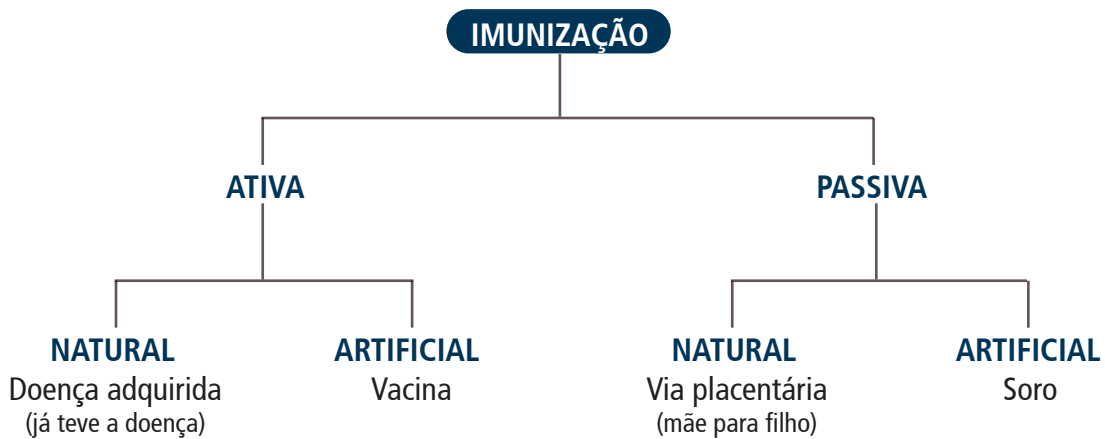 IMUNIZAÇÃO
ATIVA
PASSIVA
NATURAL
Doença adquirida
(já teve a doença)
ARTIFICIAL
Vacina
NATURAL
Via placentária
(mãe para filho)
ARTIFICIAL
Soro